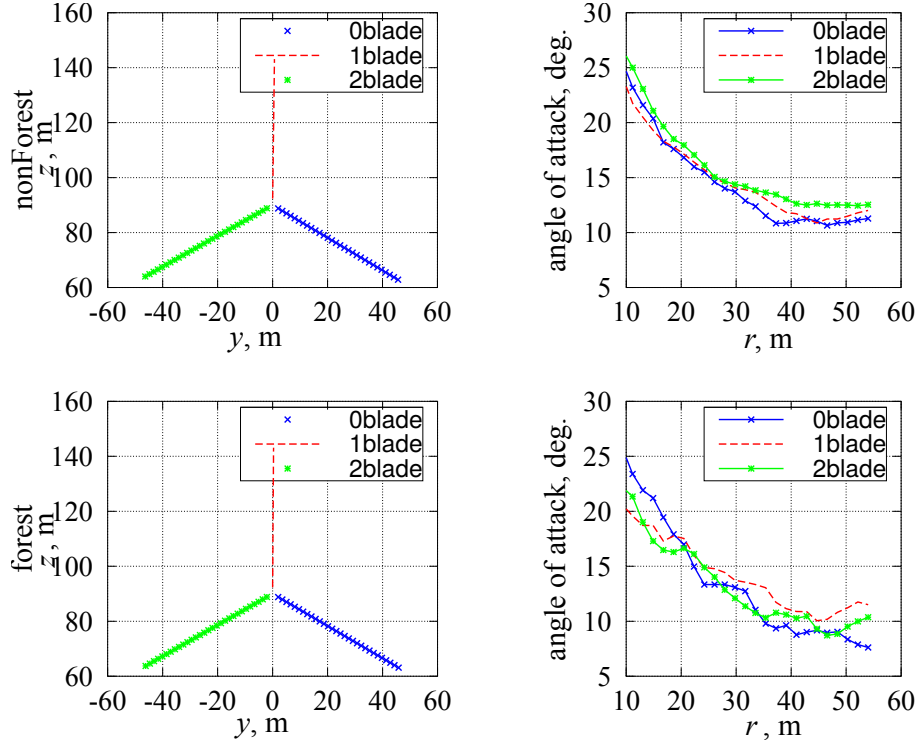 160
140
120
100
80
60
-60 -40 -20 0 20 40 60
nonForest
z, m
y, m
0blade
1blade
2blade
30
25
20
15
10
5
10 20 30 40 50 60
angle of attack, deg.
r, m
0blade
1blade
2blade
160
140
120
100
80
60
-60 -40 -20 0 20 40 60
forest
z, m
y, m
0blade
1blade
2blade
30
25
20
15
10
5
10 20 30 40 50 60
angle of attack, deg.
r, m
0blade
1blade
2blade